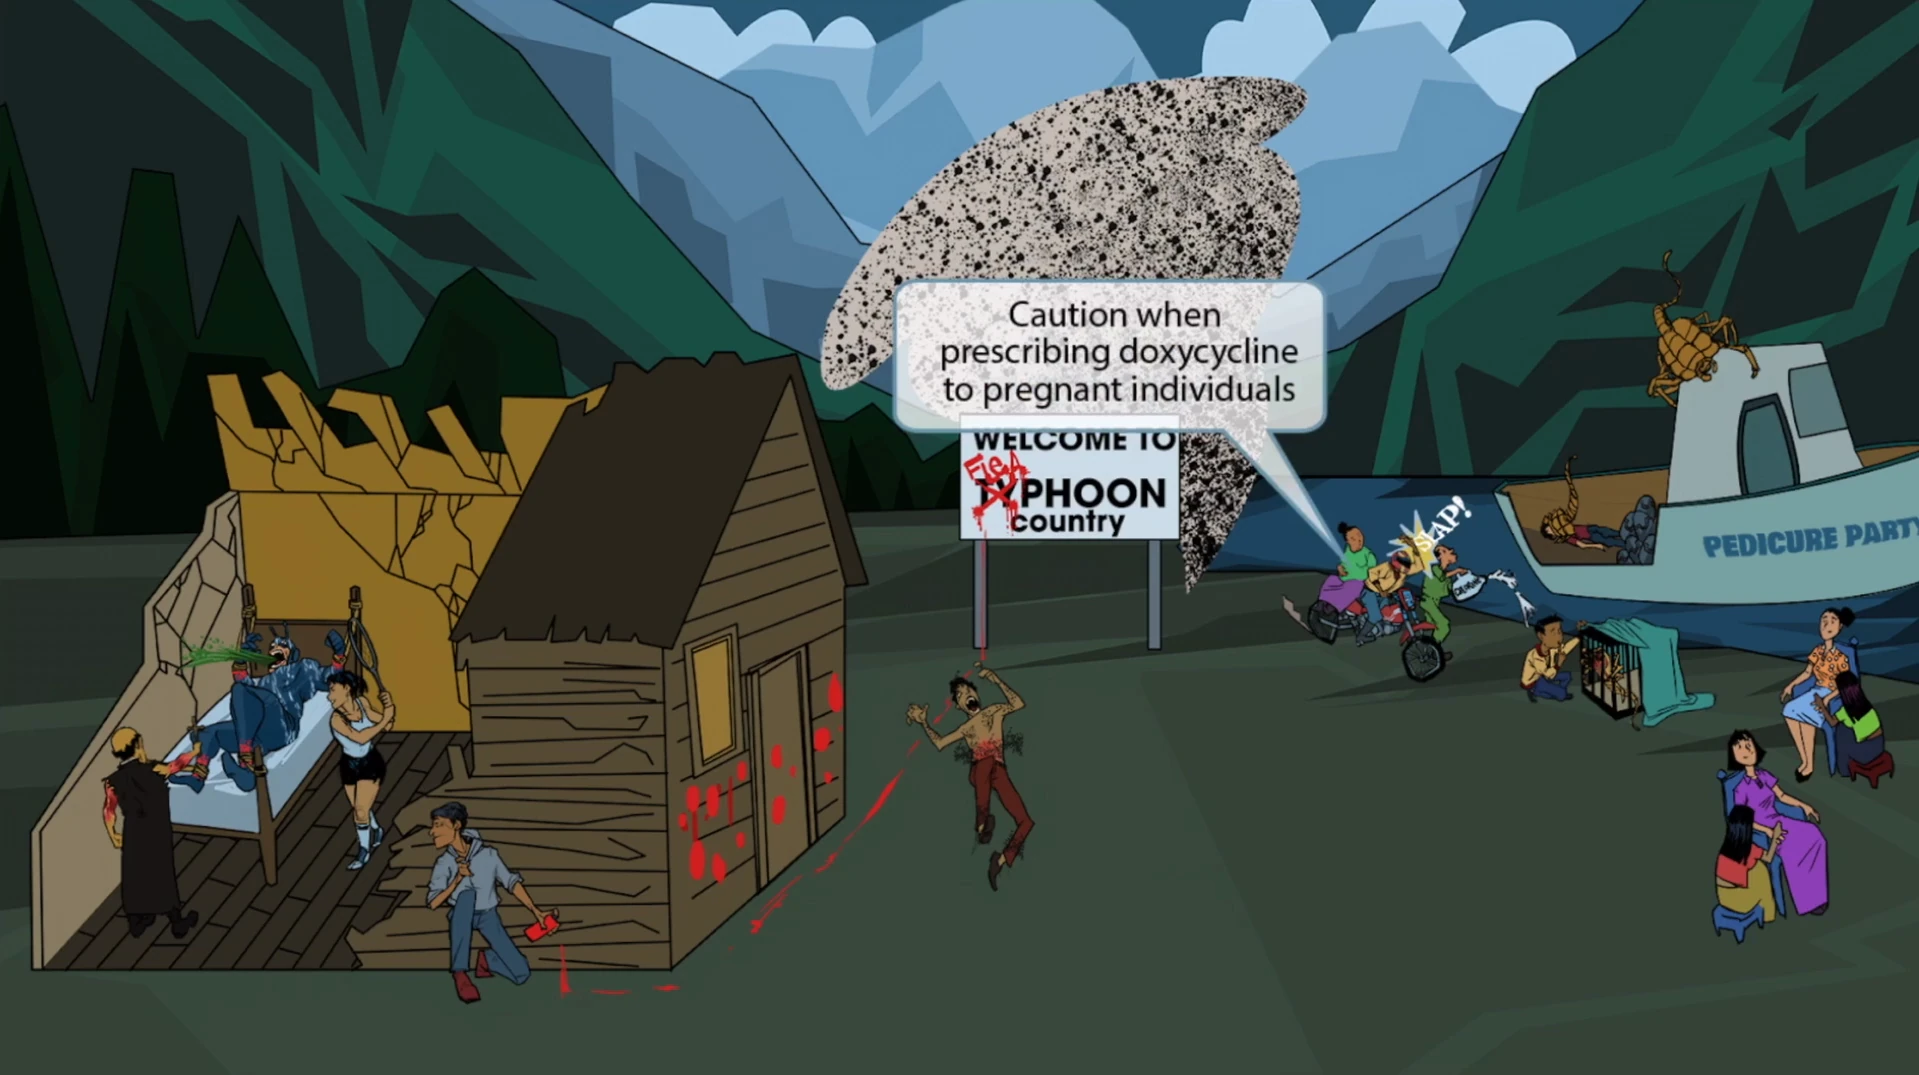 Caution when
prescribing doxycycline
to pregnant individuals
WELCOME TO
FleA
TYPHOON
country
SLAP!
PEDICURE PARTY